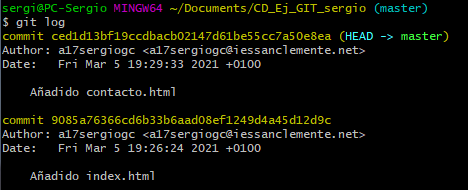 sergi@PC-Sergio MINGW64 ~/Documents/CD_Ej_GIT_sergio (master)
$ git log
commit ced1d13bf19ccdbacb02147d61be55cc7a50e8ea (HEAD -> master)
Author: a17sergiogc <a17sergiogc@iessanclemente.net>
Date:   Fri Mar 5 19:29:33 2021 +0100
    Añadido contacto.html
commit 9085a76366cd6b33b6aad08ef1249d4a45d12d9c
Author: a17sergiogc <a17sergiogc@iessanclemente.net>
Date:   Fri Mar 5 19:26:24 2021 +0100
    Añadido index.html